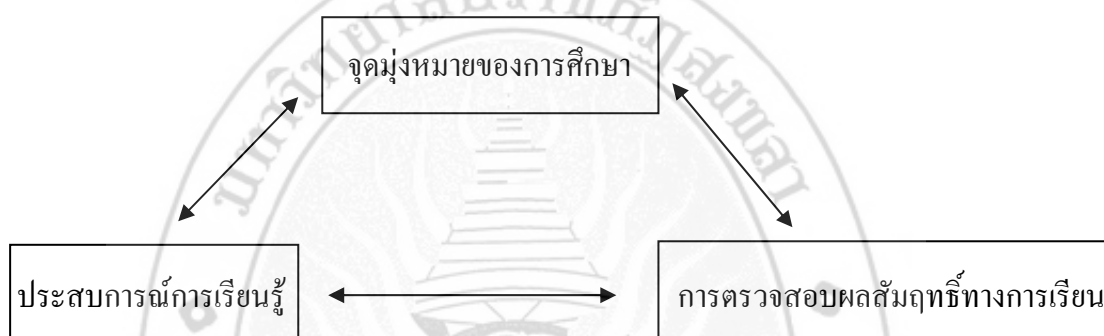 จุดมุ่งหมายของการศึกษา
ประสบการณ์การเรียนรู้
การตรวจสอบผลสัมฤทธิ์ทางการเรียน